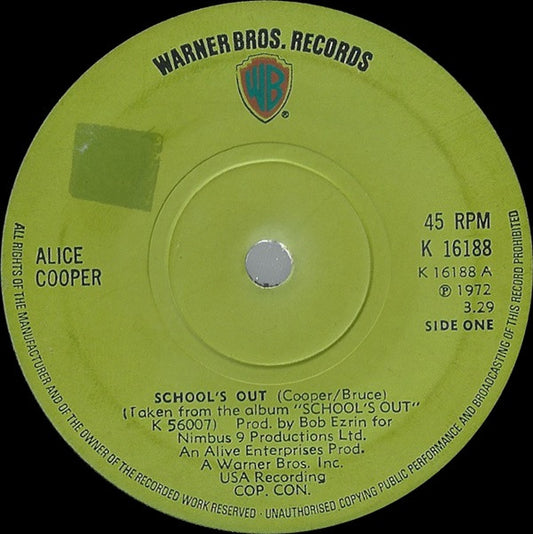 WARNER BROS. RECORDS
WB
®
ALICE
COOPER
45 RPM
K 16188
K 16188 A
℗ 1972
3.29
SIDE ONE
SCHOOL'S OUT (Cooper/Bruce)
(Taken from the album "SCHOOL'S OUT"
K 56007) Prod. by Bob Ezrin for
Nimbus 9 Productions Ltd.
An Alive Enterprises Prod.
A Warner Bros. Inc.
USA Recording
COP. CON.
ALL RIGHTS OF THE MANUFACTURER AND OF THE OWNER OF THE RECORDED WORK RESERVED · UNAUTHORISED COPYING PUBLIC PERFORMANCE AND BROADCASTING OF THIS RECORD PROHIBITED